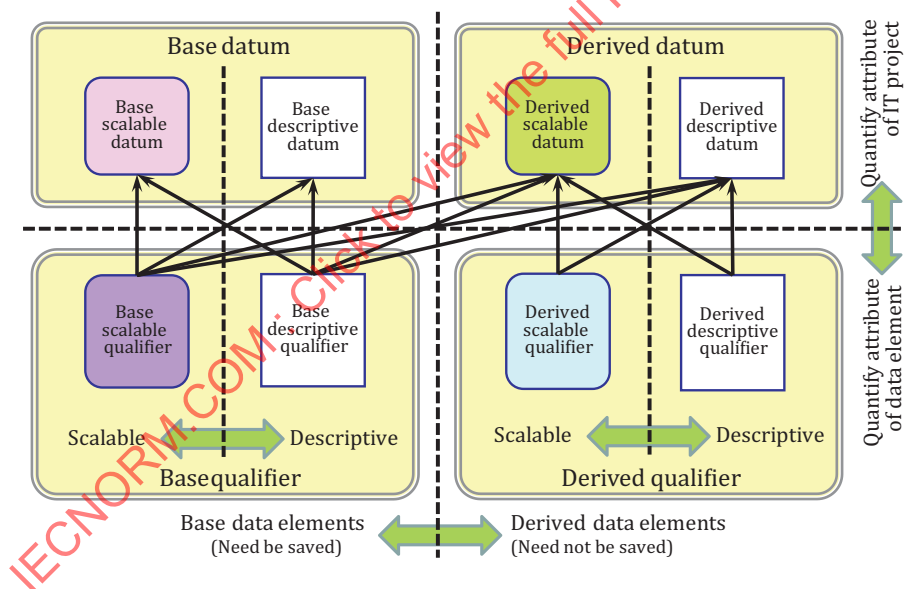 Base datum
Derived datum
Base
scalable
datum
Base
descriptive
datum
Derived
scalable
datum
Derived
descriptive
datum
Quantify attribute
of IT project
Base
scalable
qualifier
Base
descriptive
qualifier
Derived
scalable
qualifier
Derived
descriptive
qualifier
Quantify attribute
of data element
Scalable
Descriptive
Scalable
Descriptive
Basequalifier
Derived qualifier
Base data elements
(Need be saved)
Derived data elements
(Need not be saved)
IECNORM.COM : Click to view the full